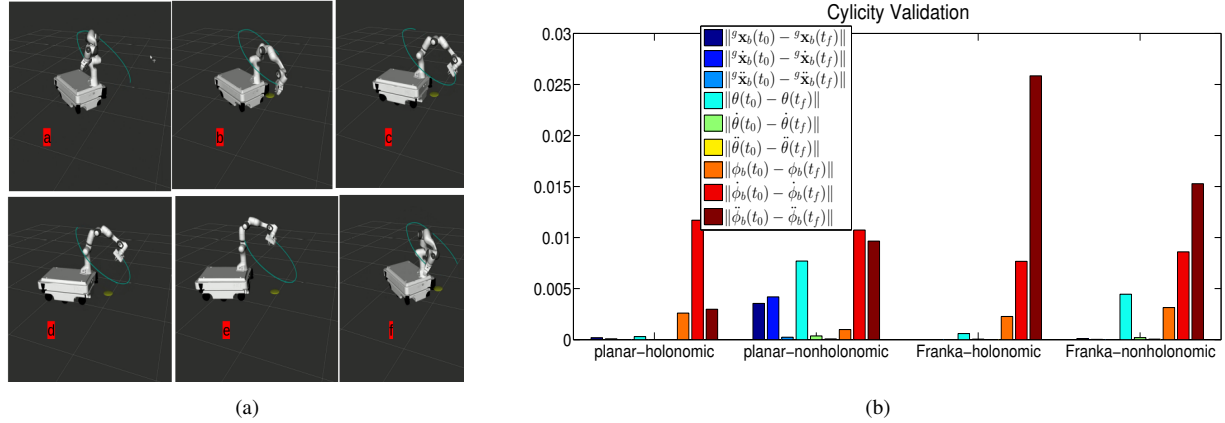 a
b
c
d
e
f
(a)
Cylicity Validation
0.03
0.025
0.02
0.015
0.01
0.005
0
‖ᵍ𝐱_b(t₀) − ᵍ𝐱_b(t_f)‖
‖ᵍ𝐱̇_b(t₀) − ᵍ𝐱̇_b(t_f)‖
‖ᵍ𝐱̈_b(t₀) − ᵍ𝐱̈_b(t_f)‖
‖θ(t₀) − θ(t_f)‖
‖θ̇(t₀) − θ̇(t_f)‖
‖θ̈(t₀) − θ̈(t_f)‖
‖ϕ_b(t₀) − ϕ_b(t_f)‖
‖ϕ̇_b(t₀) − ϕ̇_b(t_f)‖
‖ϕ̈_b(t₀) − ϕ̈_b(t_f)‖
planar−holonomic planar−nonholonomic Franka−holonomic Franka−nonholonomic
(b)